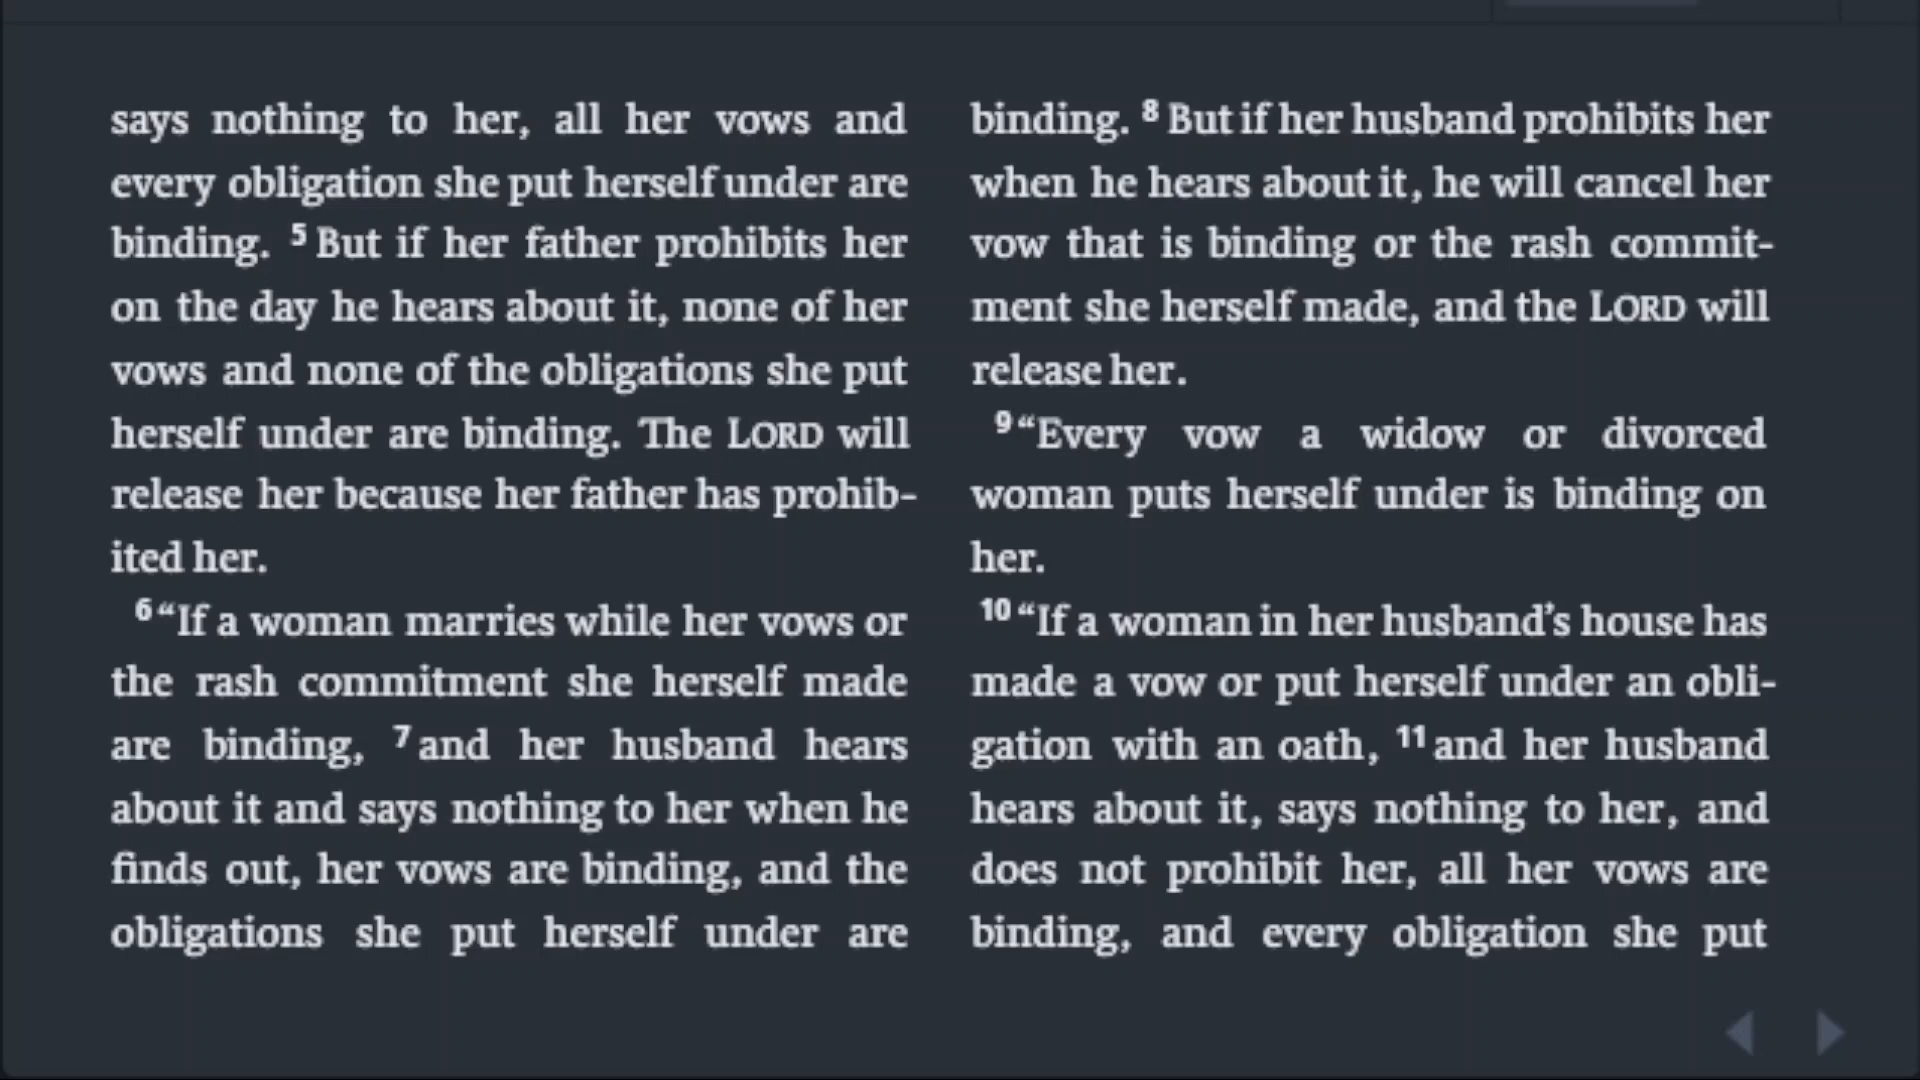 says nothing to her, all her vows and
every obligation she put herself under are
binding. 5 But if her father prohibits her
on the day he hears about it, none of her
vows and none of the obligations she put
herself under are binding. The LORD will
release her because her father has prohib-
ited her.
6 “If a woman marries while her vows or
the rash commitment she herself made
are binding, 7 and her husband hears
about it and says nothing to her when he
finds out, her vows are binding, and the
obligations she put herself under are
binding. 8 But if her husband prohibits her
when he hears about it, he will cancel her
vow that is binding or the rash commit-
ment she herself made, and the LORD will
release her.
9 “Every vow a widow or divorced
woman puts herself under is binding on
her.
10 “If a woman in her husband’s house has
made a vow or put herself under an obli-
gation with an oath, 11 and her husband
hears about it, says nothing to her, and
does not prohibit her, all her vows are
binding, and every obligation she put